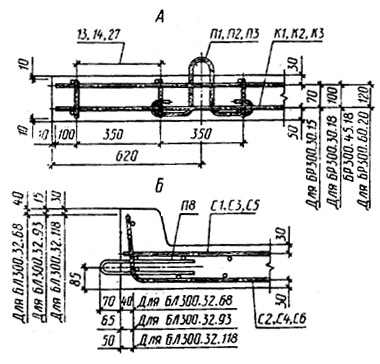 А
13, 14, 27
П1, П2, П3
К1, К2, К3
10
30
70
100
120
10
10
100
350
350
50
620
Для БР300.30.15
Для БР300.30.18
Для БР300.45.18
Для БР300.60.20
Б
40
15
30
П8
С1, С3, С5
30
Для БЛ300.32.68
Для БЛ300.32.93
Для БЛ300.32.118
85
30
70
40
Для БЛ300.32.68
С2, С4, С6
65
Для БЛ300.32.93
50
Для БЛ300.32.118